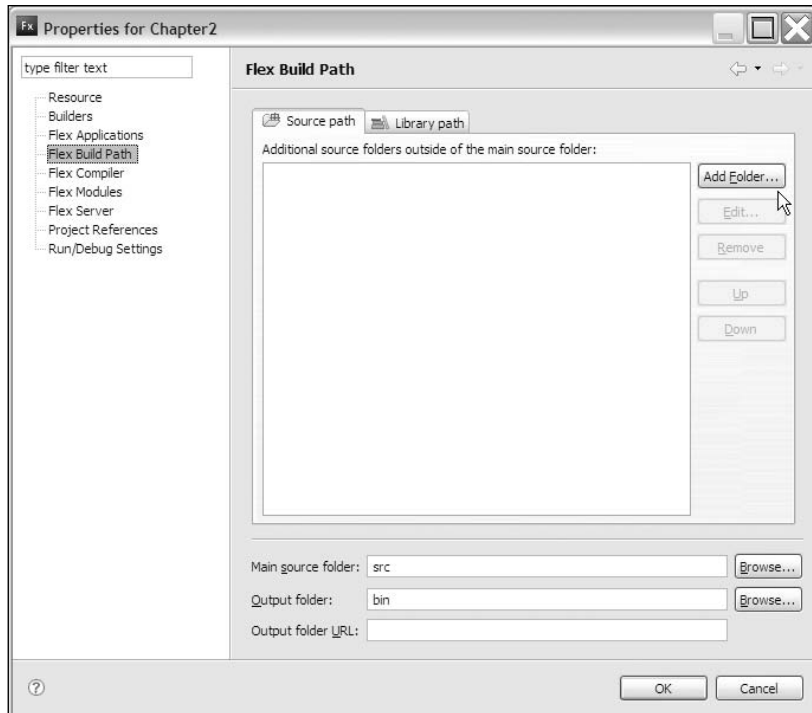 Fx Properties for Chapter2
type filter text
Resource
Builders
Flex Applications
Flex Build Path
Flex Compiler
Flex Modules
Flex Server
Project References
Run/Debug Settings
Flex Build Path
Source path
Library path
Additional source folders outside of the main source folder:
Add Folder...
Edit...
Remove
Up
Down
Main source folder: src Browse...
Output folder: bin Browse...
Output folder URL:
?
OK Cancel